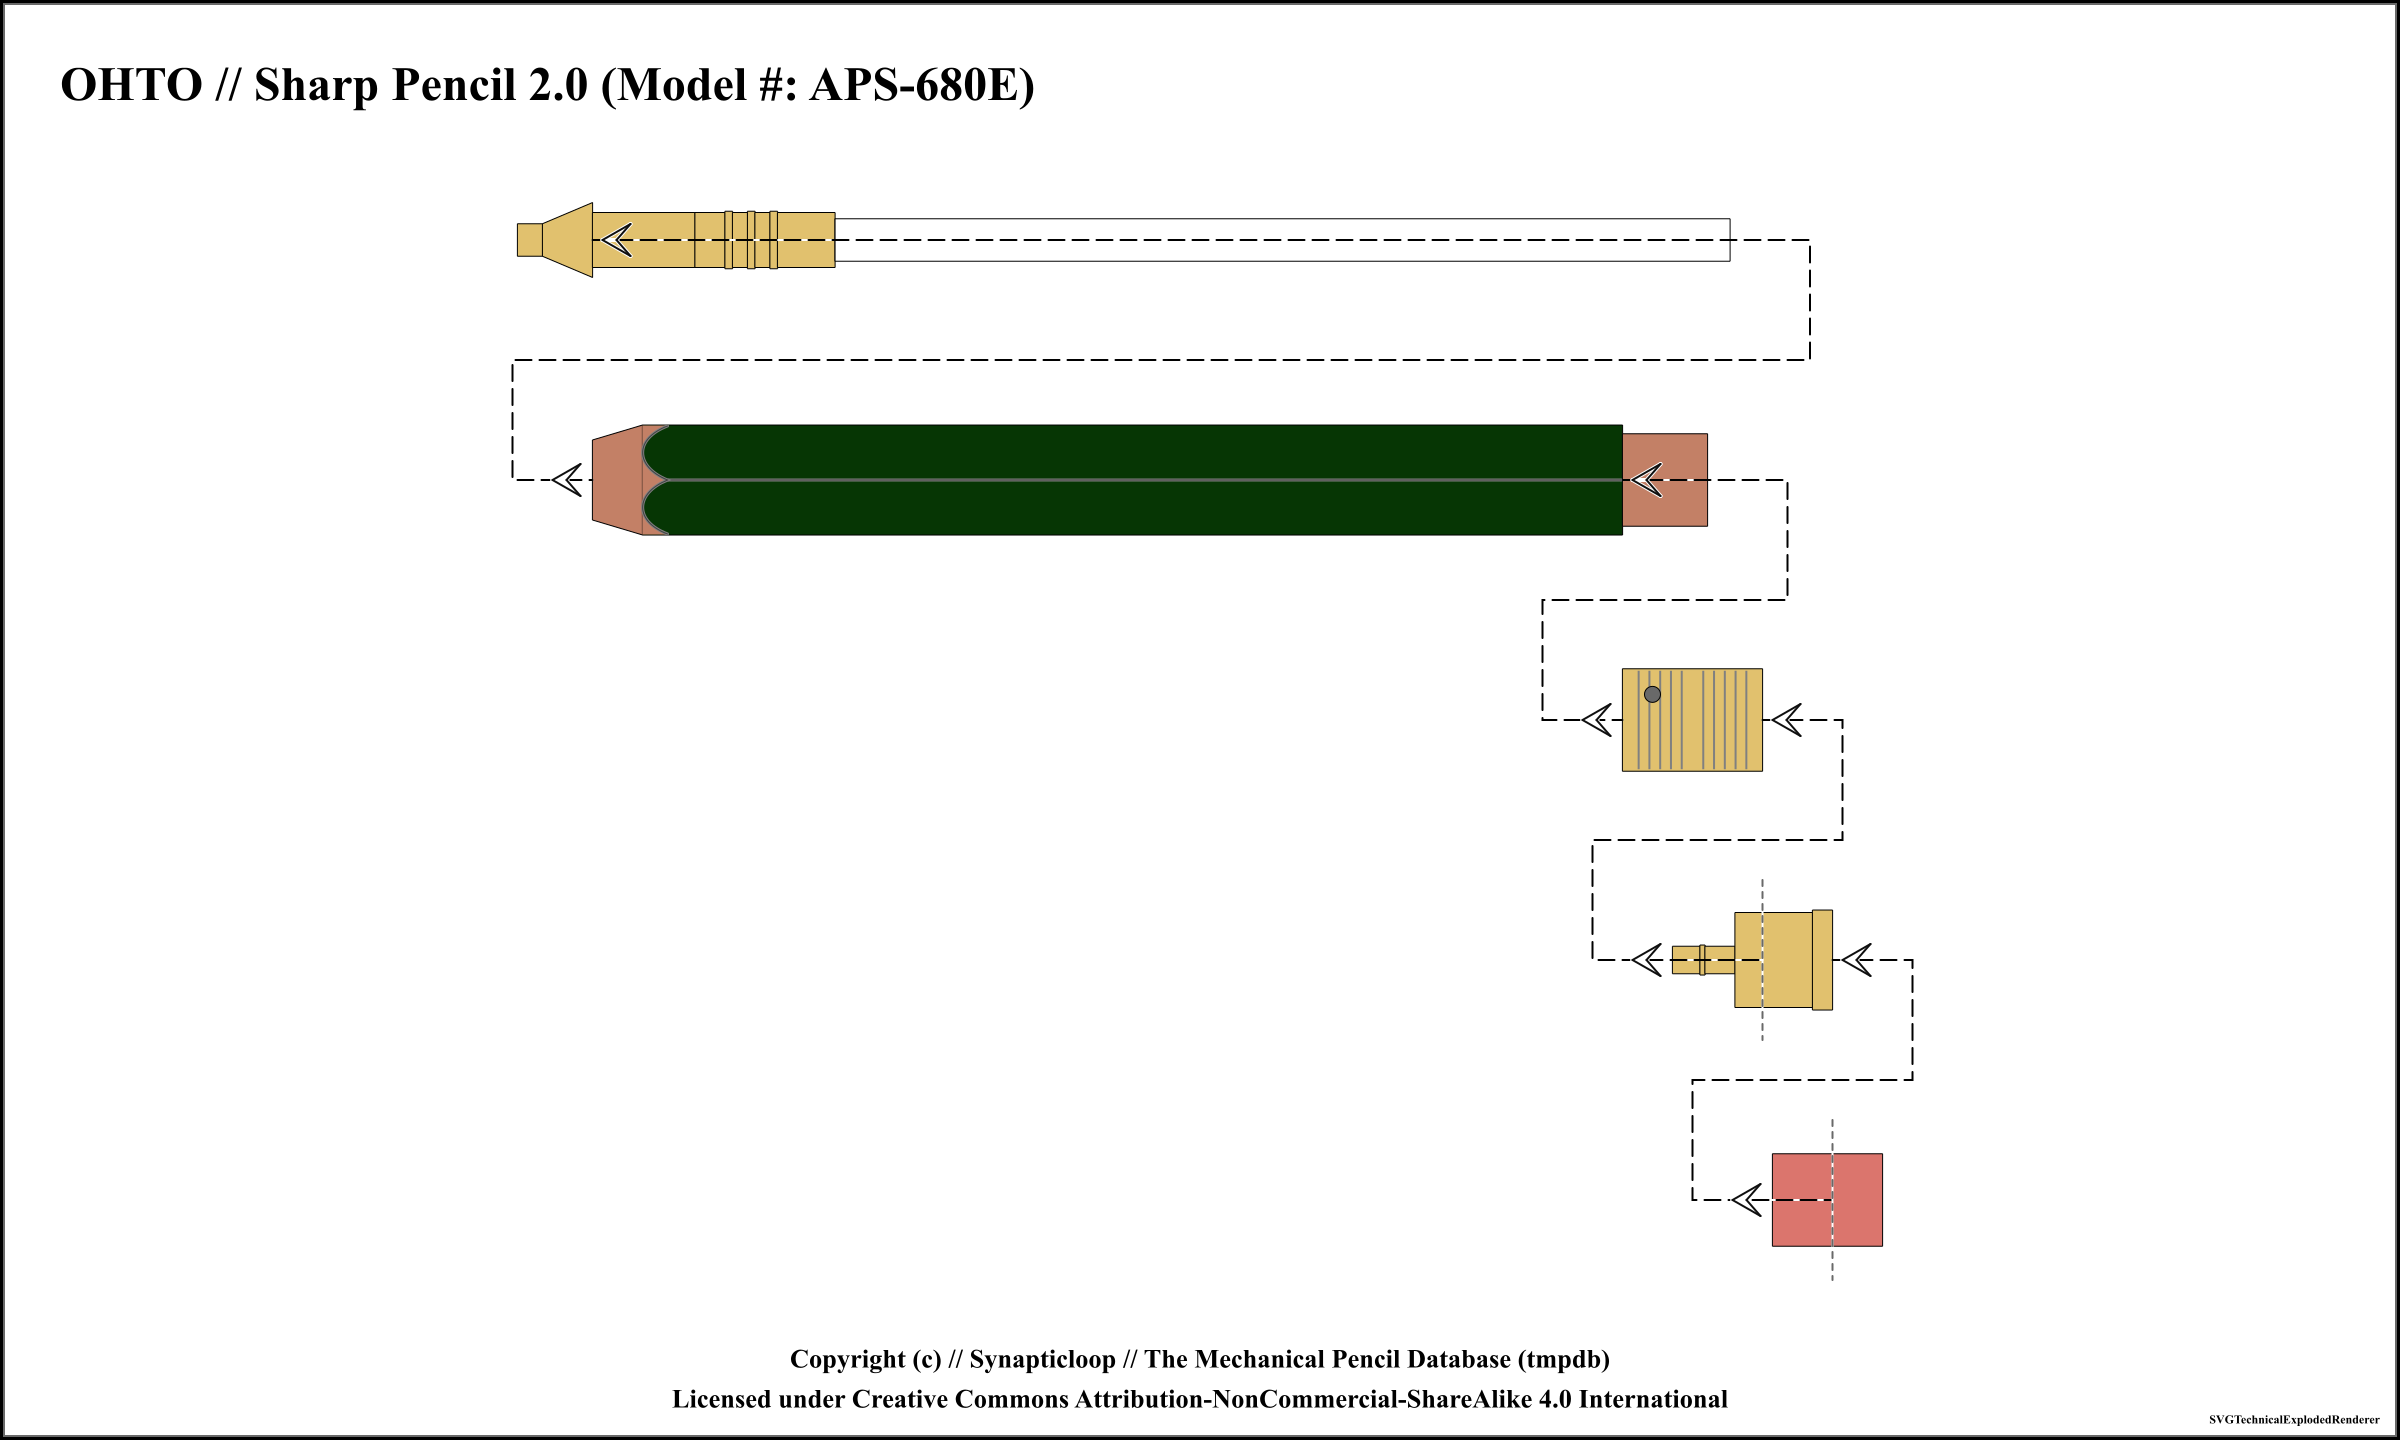 OHTO // Sharp Pencil 2.0 (Model #: APS-680E)
Copyright (c) // Synapticloop // The Mechanical Pencil Database (tmpdb)
Licensed under Creative Commons Attribution-NonCommercial-ShareAlike 4.0 International
SVGTechnicalExplodedRenderer